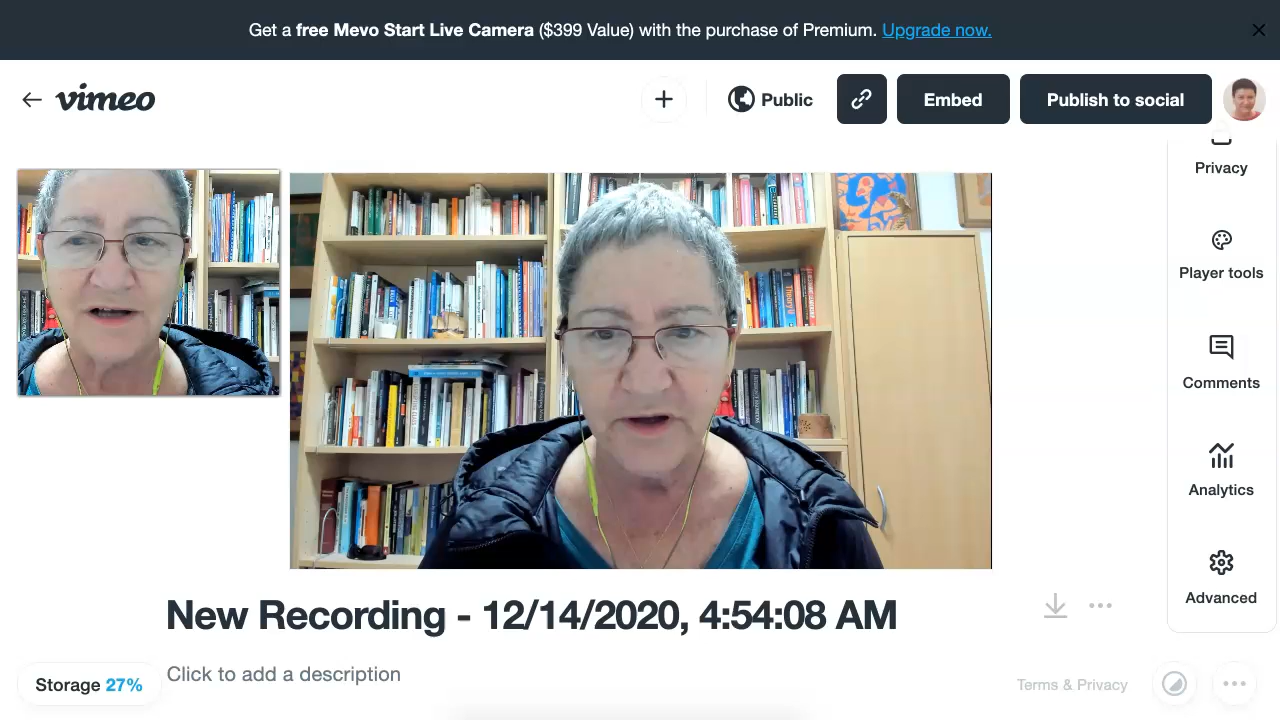 Get a free Mevo Start Live Camera ($399 Value) with the purchase of Premium. Upgrade now.
vimeo
Public
Embed
Publish to social
Privacy
Player tools
Comments
Analytics
Advanced
New Recording - 12/14/2020, 4:54:08 AM
Click to add a description
Storage 27%
Terms & Privacy